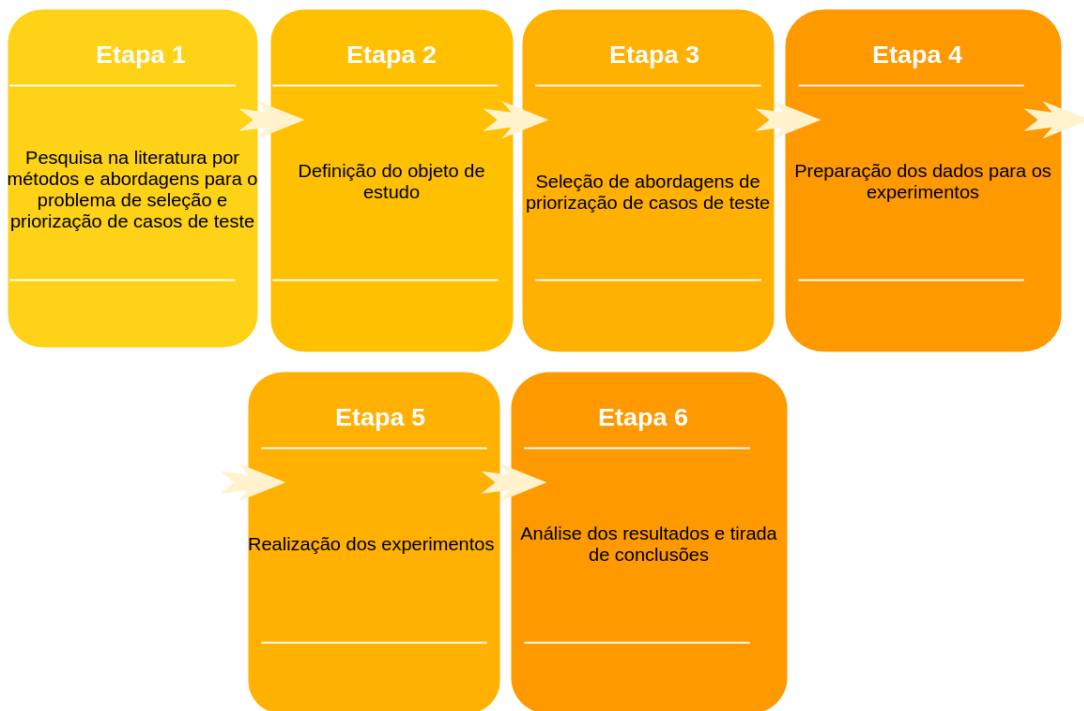 Etapa 1
Pesquisa na literatura por
métodos e abordagens para o
problema de seleção e
priorização de casos de teste
Etapa 2
Definição do objeto de
estudo
Etapa 3
Seleção de abordagens de
priorização de casos de teste
Etapa 4
Preparação dos dados para os
experimentos
Etapa 5
Realização dos experimentos
Etapa 6
Análise dos resultados e tirada
de conclusões